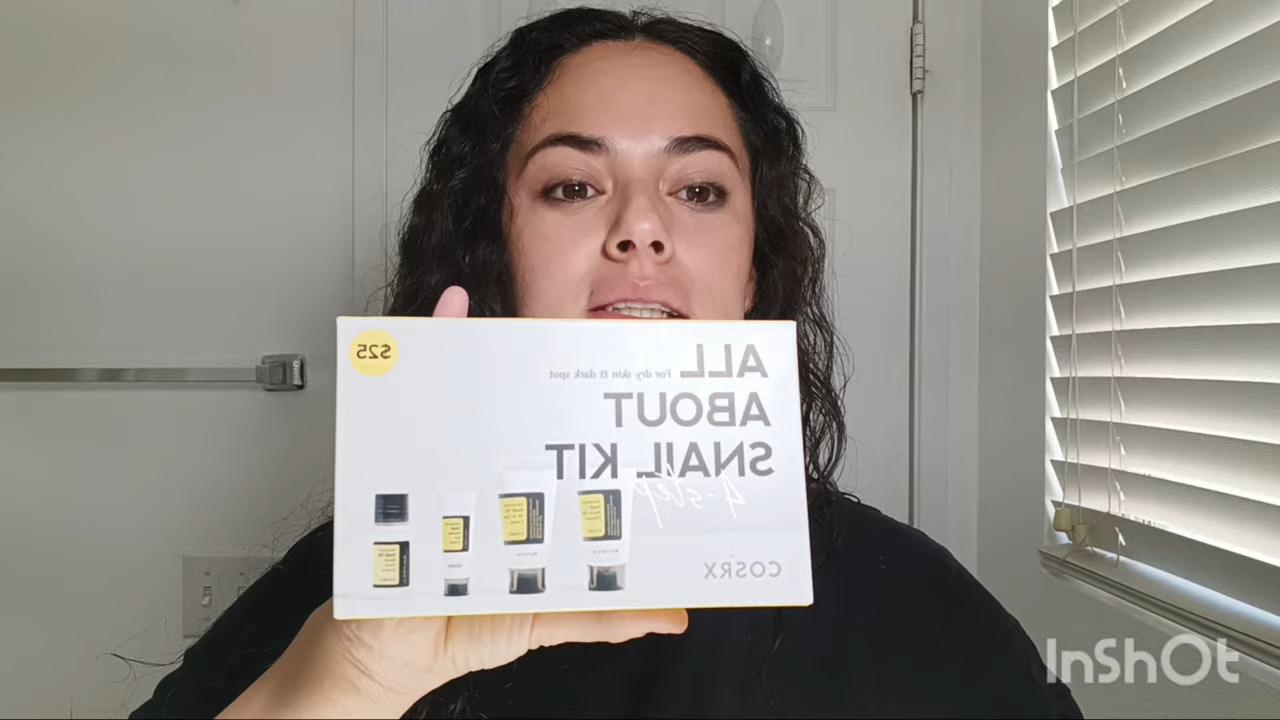 $25
ALL
For dry skin & dark spot
ABOUT
SNAIL KIT
4-step
COSRX
InShOt